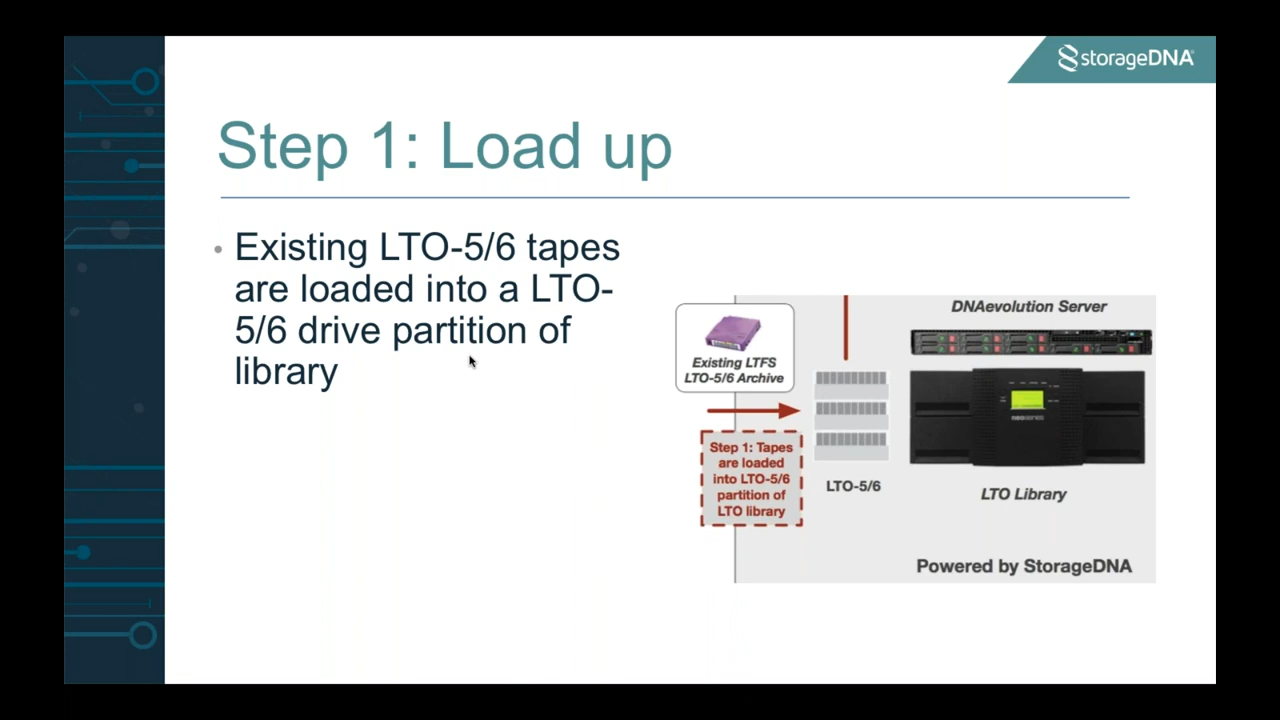 storageDNA
Step 1: Load up
• Existing LTO-5/6 tapes
are loaded into a LTO-
5/6 drive partition of
library
DNAevolution Server
Existing LTFS
LTO-5/6 Archive
Step 1: Tapes
are loaded
into LTO-5/6
partition of
LTO library
LTO-5/6
LTO Library
Powered by StorageDNA